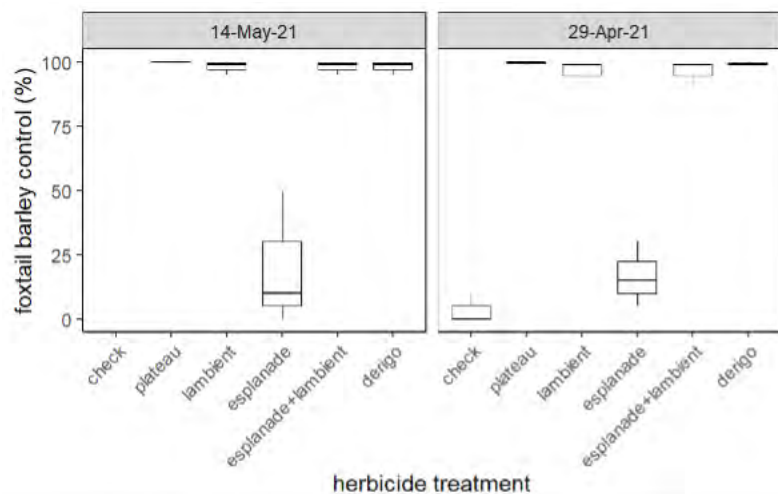 14-May-21
29-Apr-21
foxtail barley control (%)
100
75
50
25
0
check
plateau
lambient
esplanade
esplanade+lambient
derigo
check
plateau
lambient
esplanade
esplanade+lambient
derigo
herbicide treatment